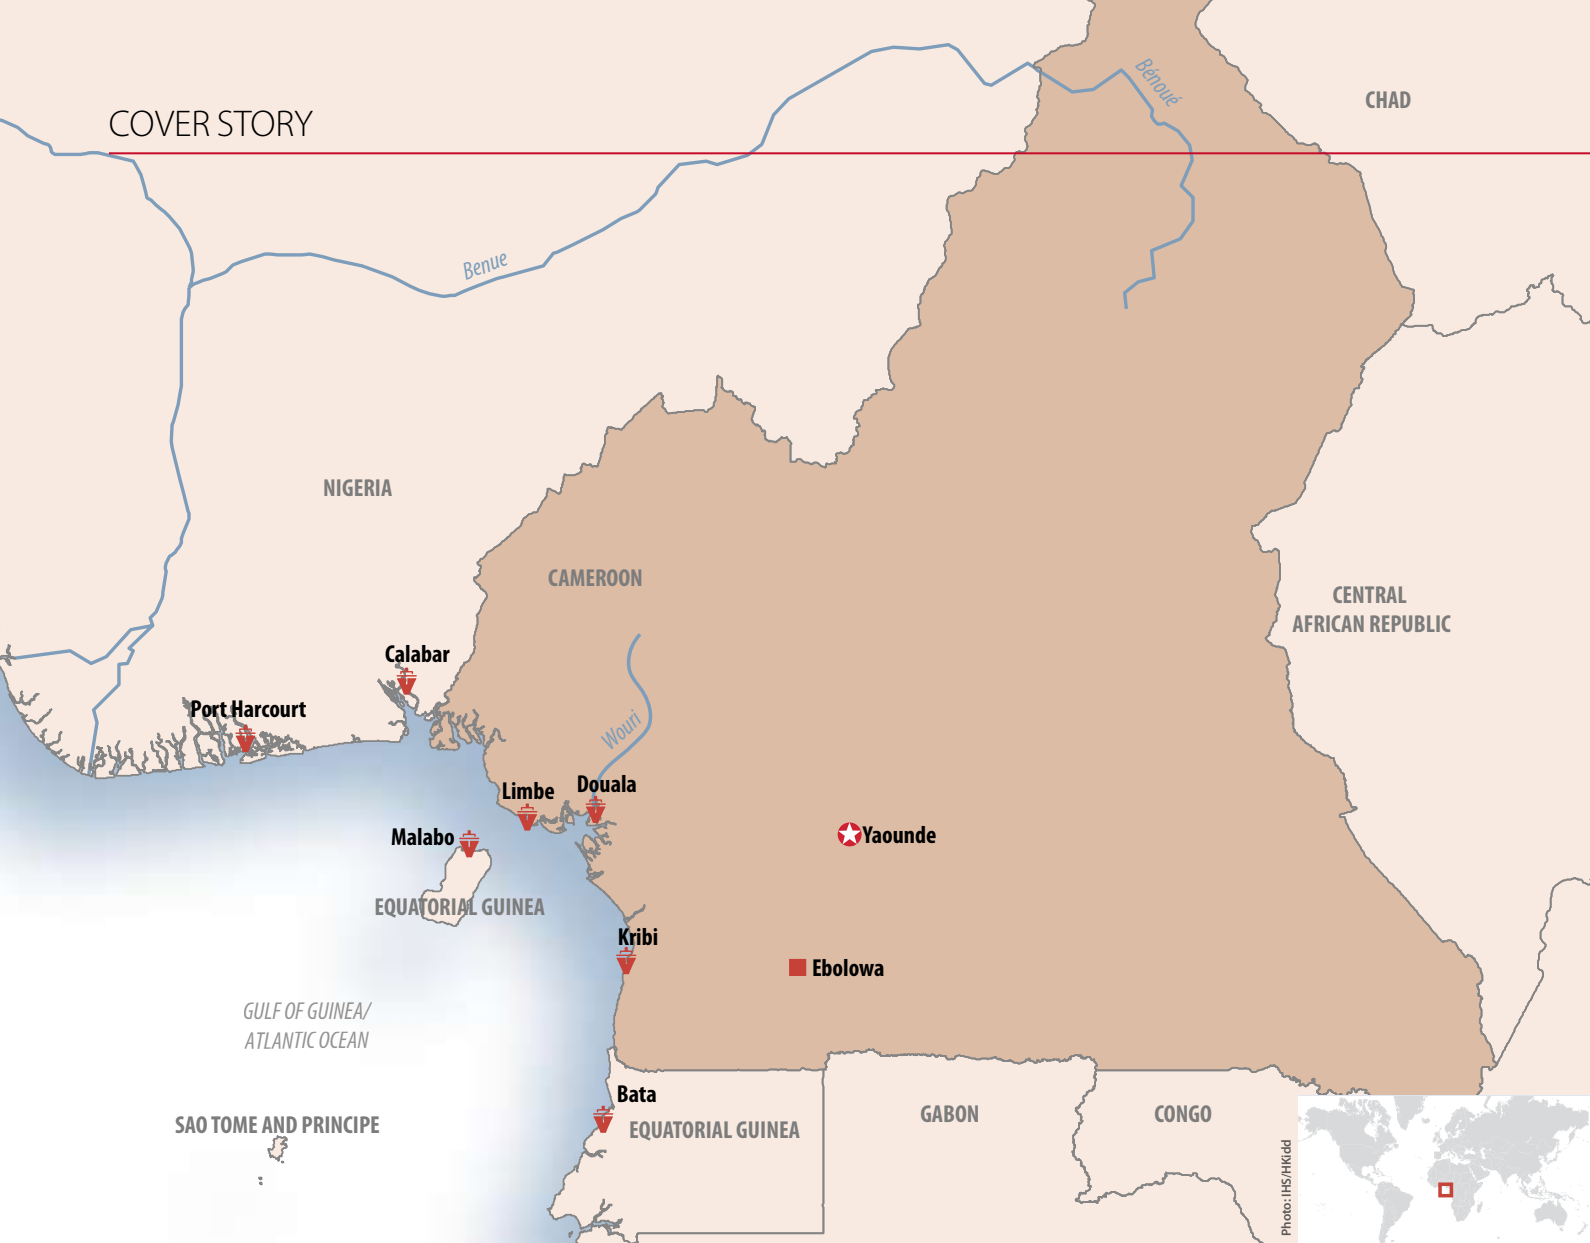 COVER STORY
Bénoué
CHAD
Benue
NIGERIA
CAMEROON
CENTRAL
AFRICAN REPUBLIC
Calabar
Port Harcourt
Wouri
Limbe
Douala
Malabo
Yaounde
EQUATORIAL GUINEA
Kribi
Ebolowa
GULF OF GUINEA/
ATLANTIC OCEAN
Bata
SAO TOME AND PRINCIPE
EQUATORIAL GUINEA
GABON
CONGO
Photo: IHS/HKidd